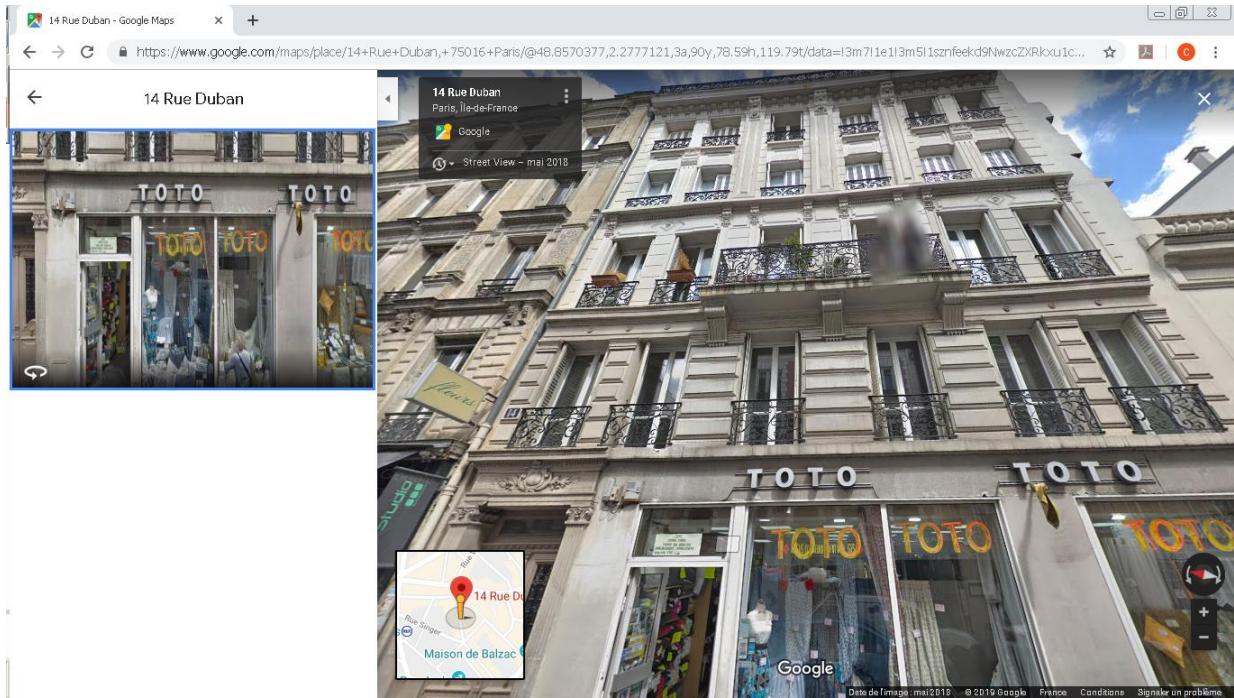 14 Rue Duban - Google Maps
https://www.google.com/maps/place/14+Rue+Duban,+75016+Paris/@48.8570377,2.2777121,3a,90y,78.59h,119.79t/data=!3m7!1e1!3m5!1sznfeekd9NwzcZXRkxu1c...
C
14 Rue Duban
TOTO
TOTO
TOTO
TOTO
TOTO
14 Rue Duban
Paris, Île-de-France
Google
Street View – mai 2018
fleurs
14
studio
TOTO
TOTO
TOTO
TOTO
TOTO
14 Rue Du
Rue Singer
Maison de Balzac
Google
Date de l'image : mai 2018 © 2019 Google France Conditions Signaler un problème